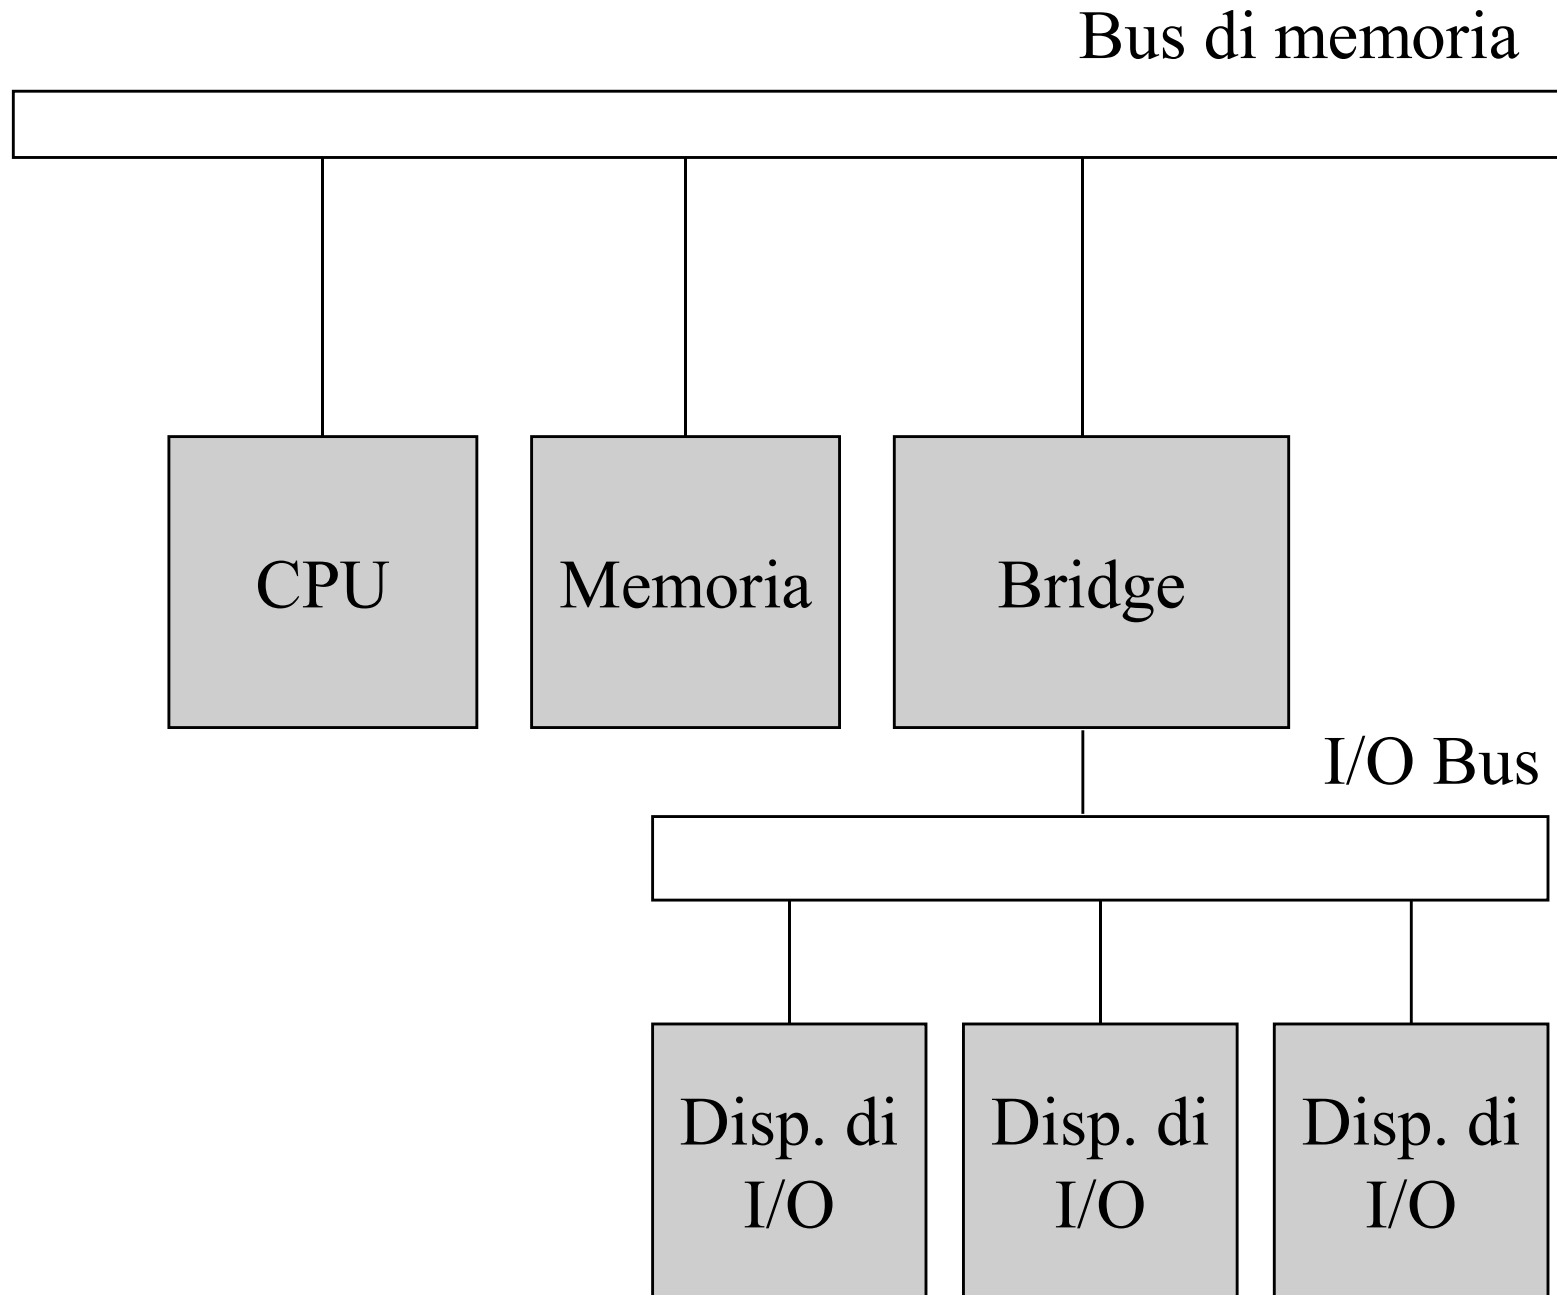 Bus di memoria
CPU
Memoria
Bridge
I/O Bus
Disp. di
I/O
Disp. di
I/O
Disp. di
I/O